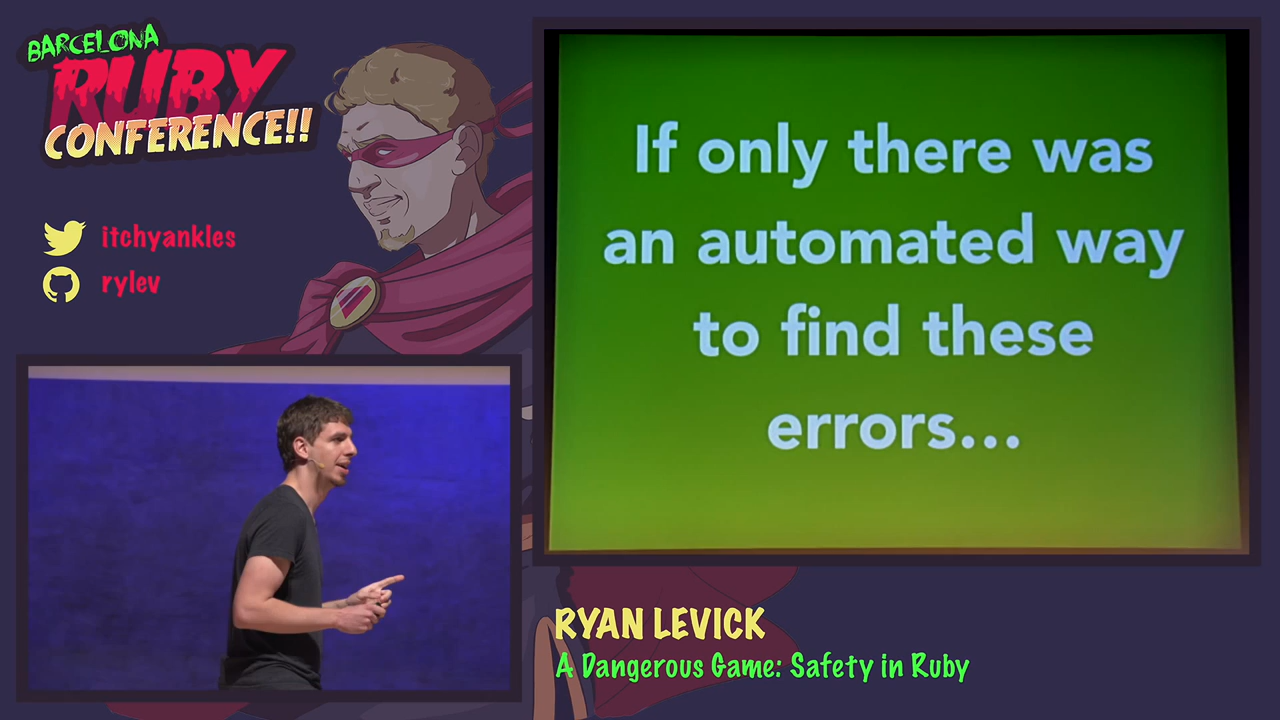 BARCELONA
RUBY
CONFERENCE!!
itchyankles
rylev
If only there was
an automated way
to find these
errors...
RYAN LEVICK
A Dangerous Game: Safety in Ruby